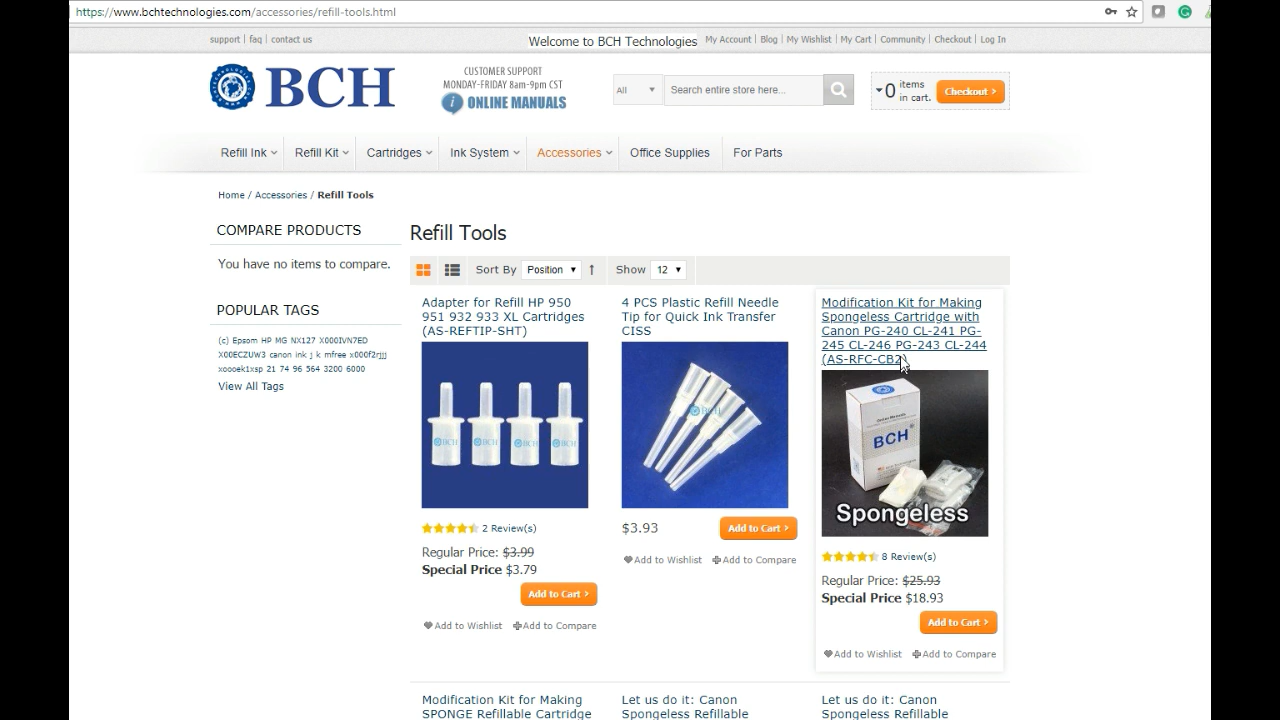 https://www.bchtechnologies.com/accessories/refill-tools.html
support | faq | contact us
Welcome to BCH Technologies
My Account | Blog | My Wishlist | My Cart | Community | Checkout | Log In
BCH
CUSTOMER SUPPORT
MONDAY-FRIDAY 8am-9pm CST
ONLINE MANUALS
All
Search entire store here...
0 items
in cart.
Checkout >
Refill Ink
Refill Kit
Cartridges
Ink System
Accessories
Office Supplies
For Parts
Home / Accessories / Refill Tools
COMPARE PRODUCTS
You have no items to compare.
POPULAR TAGS
(c) Epsom HP MG NX127 X000IVN7ED
X00ECZUW3 canon ink j k mfree x000f2rjjj
xoooek1xsp 21 74 96 564 3200 6000
View All Tags
Refill Tools
Sort By Position
Show 12
Adapter for Refill HP 950
951 932 933 XL Cartridges
(AS-REFTIP-SHT)
BCH BCH BCH BCH
2 Review(s)
Regular Price: $3.99
Special Price $3.79
Add to Cart >
Add to Wishlist
Add to Compare
4 PCS Plastic Refill Needle
Tip for Quick Ink Transfer
CISS
BCH
$3.93
Add to Cart >
Add to Wishlist
Add to Compare
Modification Kit for Making
Spongeless Cartridge with
Canon PG-240 CL-241 PG-
245 CL-246 PG-243 CL-244
(AS-RFC-CB2)
BCH
Spongeless
8 Review(s)
Regular Price: $25.93
Special Price $18.93
Add to Cart >
Add to Wishlist
Add to Compare
Modification Kit for Making
SPONGE Refillable Cartridge
Let us do it: Canon
Spongeless Refillable
Let us do it: Canon
Spongeless Refillable